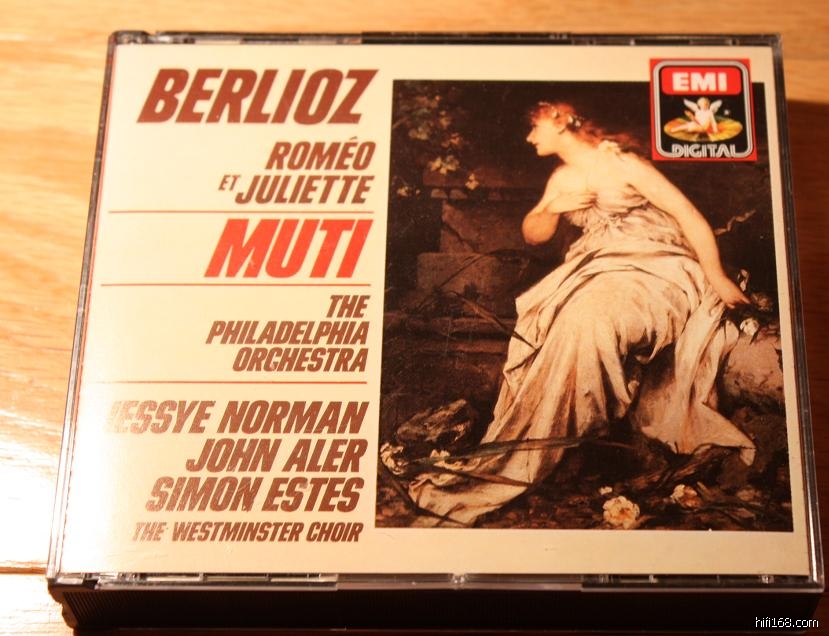 BERLIOZ
ROMÉO
ET JULIETTE
MUTI
THE
PHILADELPHIA
ORCHESTRA
JESSYE NORMAN
JOHN ALER
SIMON ESTES
THE WESTMINSTER CHOIR
EMI
DIGITAL
hifi168.com